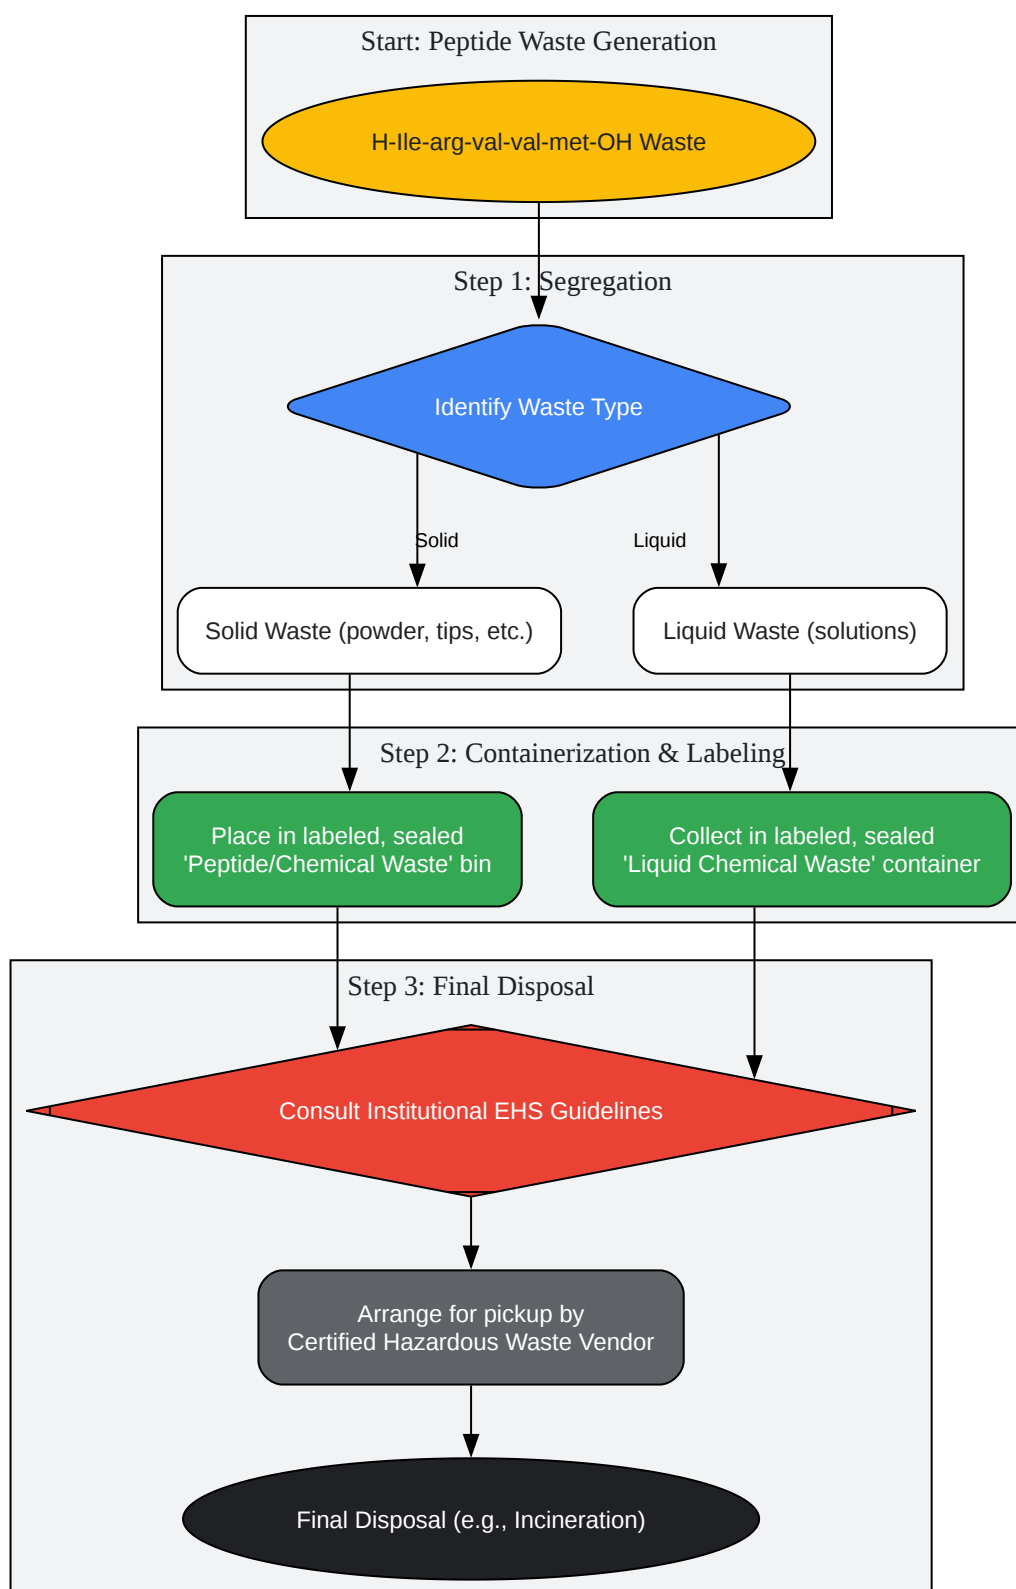 Start: Peptide Waste Generation
H-Ile-arg-val-val-met-OH Waste
Step 1: Segregation
Identify Waste Type
Solid
Liquid
Solid Waste (powder, tips, etc.)
Liquid Waste (solutions)
Step 2: Containerization & Labeling
Place in labeled, sealed
'Peptide/Chemical Waste' bin
Collect in labeled, sealed
'Liquid Chemical Waste' container
Step 3: Final Disposal
Consult Institutional EHS Guidelines
Arrange for pickup by
Certified Hazardous Waste Vendor
Final Disposal (e.g., Incineration)